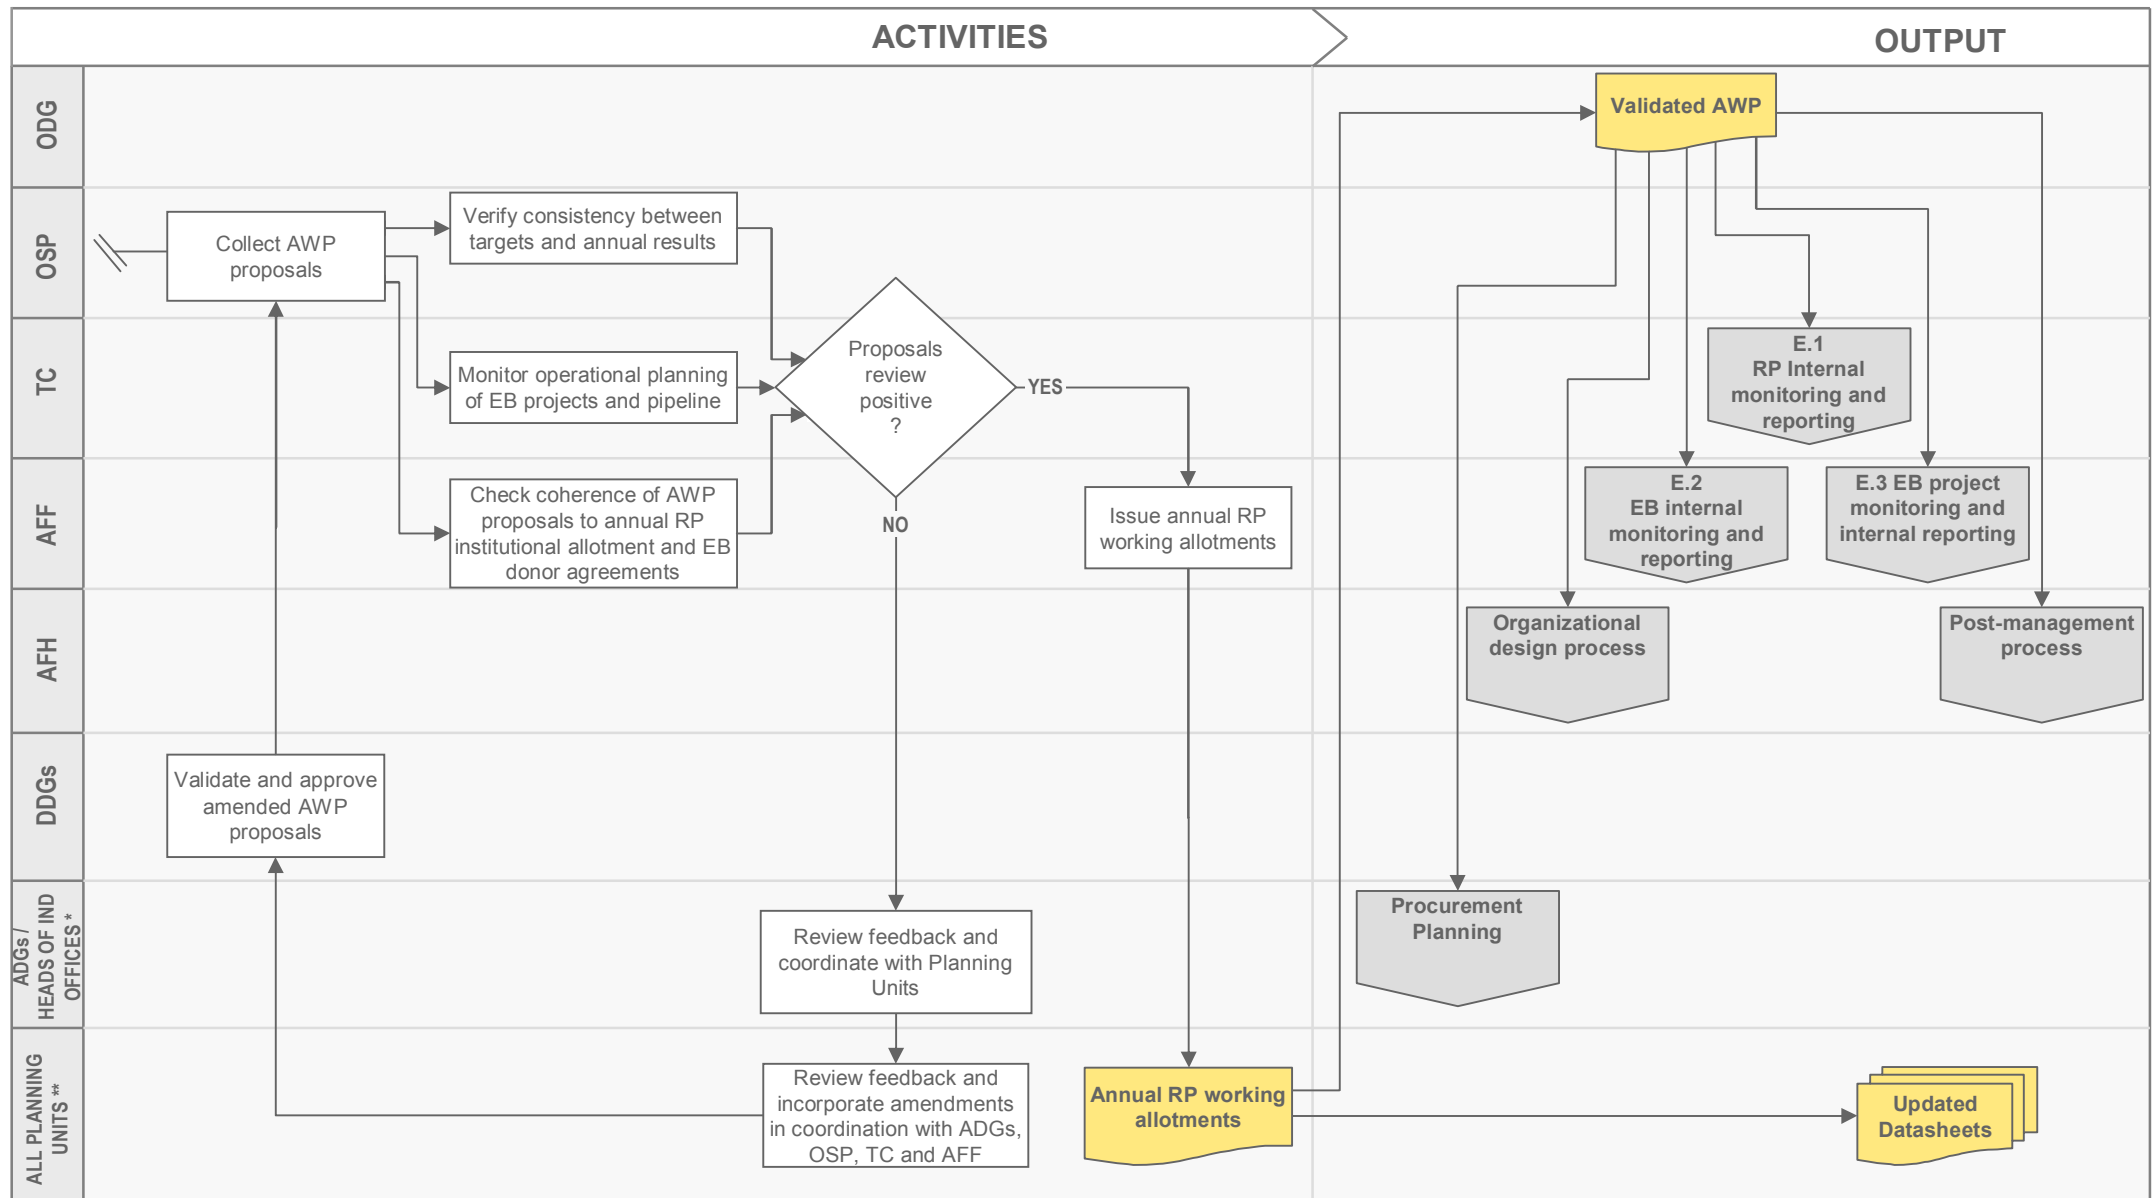 ACTIVITIES
OUTPUT
ODG
Validated AWP
OSP
Collect AWP
proposals
Verify consistency between
targets and annual results
TC
Monitor operational planning
of EB projects and pipeline
Proposals
review
positive
?
YES
NO
E.1
RP Internal
monitoring and
reporting
AFF
Check coherence of AWP
proposals to annual RP
institutional allotment and EB
donor agreements
Issue annual RP
working allotments
E.2
EB internal
monitoring and
reporting
E.3 EB project
monitoring and
internal reporting
AFH
Organizational
design process
Post-management
process
DDGs
Validate and approve
amended AWP
proposals
ADGs /
HEADS OF IND
OFFICES *
Review feedback and
coordinate with Planning
Units
Procurement
Planning
ALL PLANNING
UNITS **
Review feedback and
incorporate amendments
in coordination with ADGs,
OSP, TC and AFF
Annual RP working
allotments
Updated
Datasheets